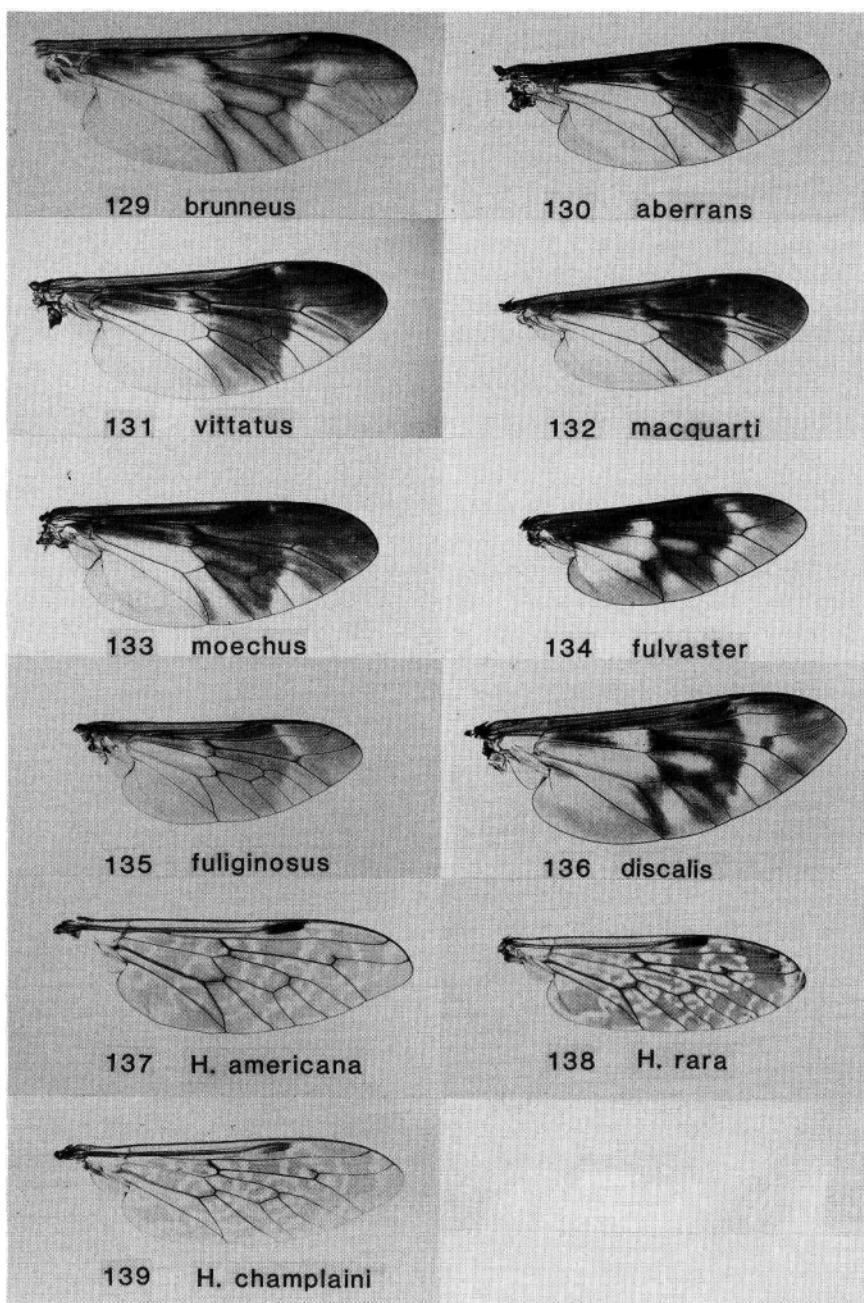 129 brunneus
130 aberrans
131 vittatus
132 macquarti
133 moechus
134 fulvaster
135 fuliginosus
136 discalis
137 H. americana
138 H. rara
139 H. champlaini